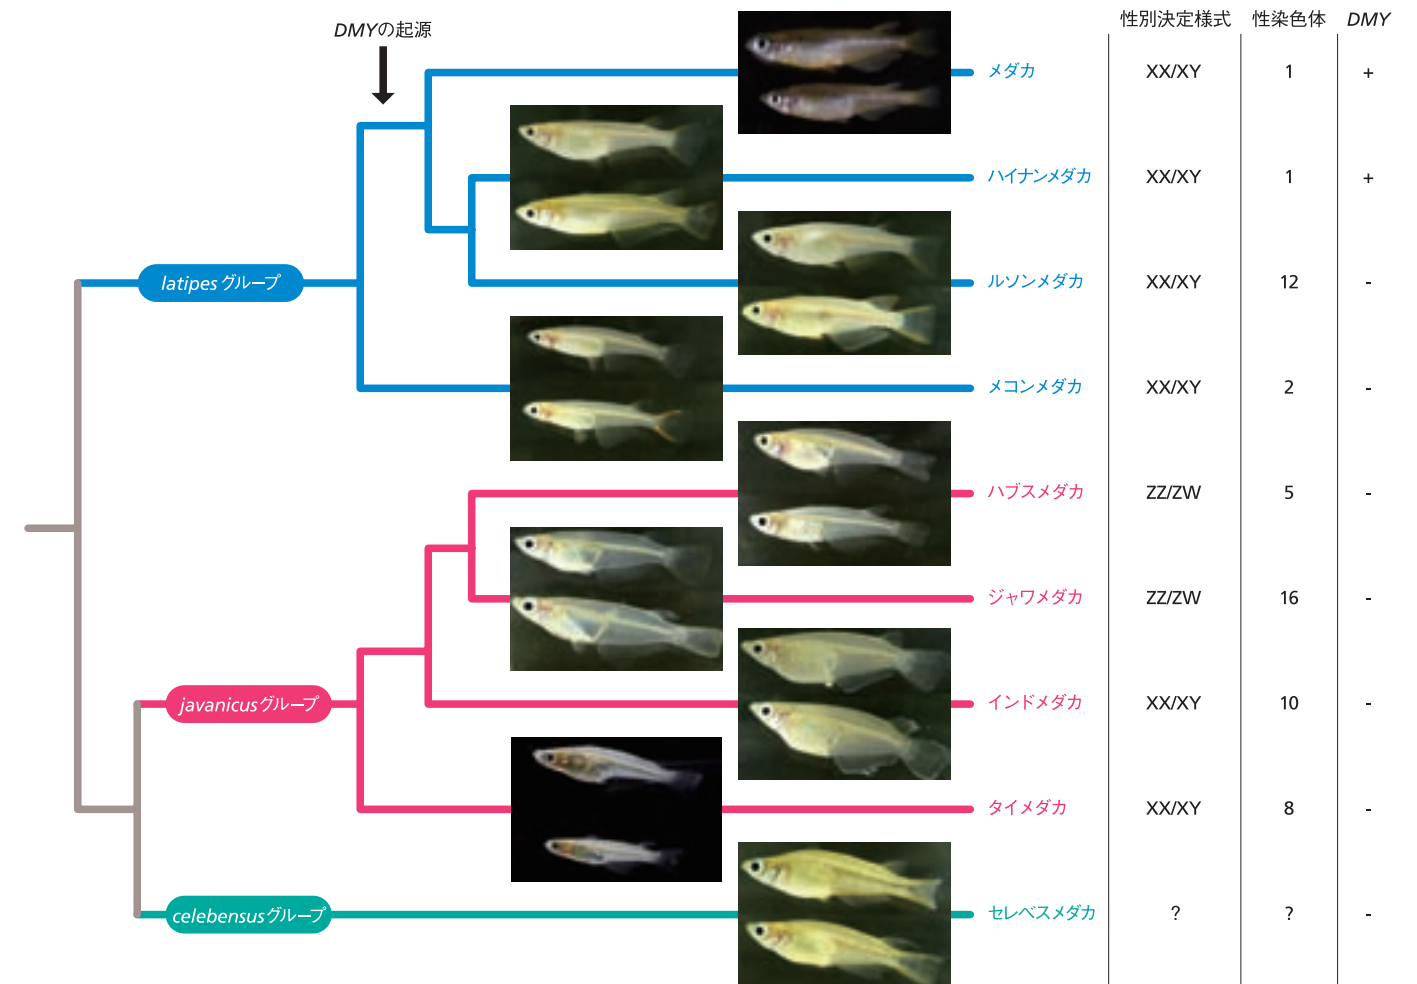 DMYの起源
性別決定様式 性染色体 DMY
メダカ XX/XY 1 +
ハイナンメダカ XX/XY 1 +
latipesグループ
ルソンメダカ XX/XY 12 -
メコンメダカ XX/XY 2 -
ハブスメダカ ZZ/ZW 5 -
ジャワメダカ ZZ/ZW 16 -
javanicusグループ
インドメダカ XX/XY 10 -
タイメダカ XX/XY 8 -
celebensusグループ
セレベスメダカ ? ? -